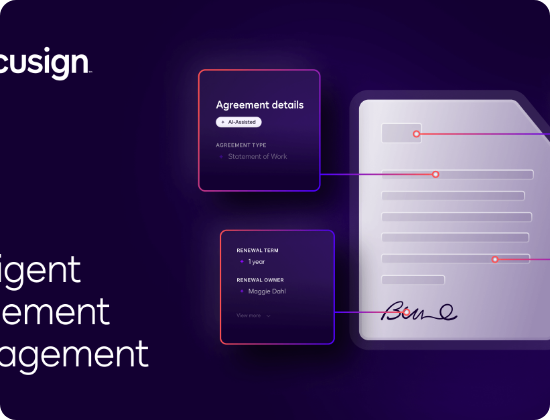 cusign
Agreement details
AI-Assisted
AGREEMENT TYPE
Statement of Work
igent
ement
agement
RENEWAL TERM
1 year
RENEWAL OWNER
Maggie Dahl
View more